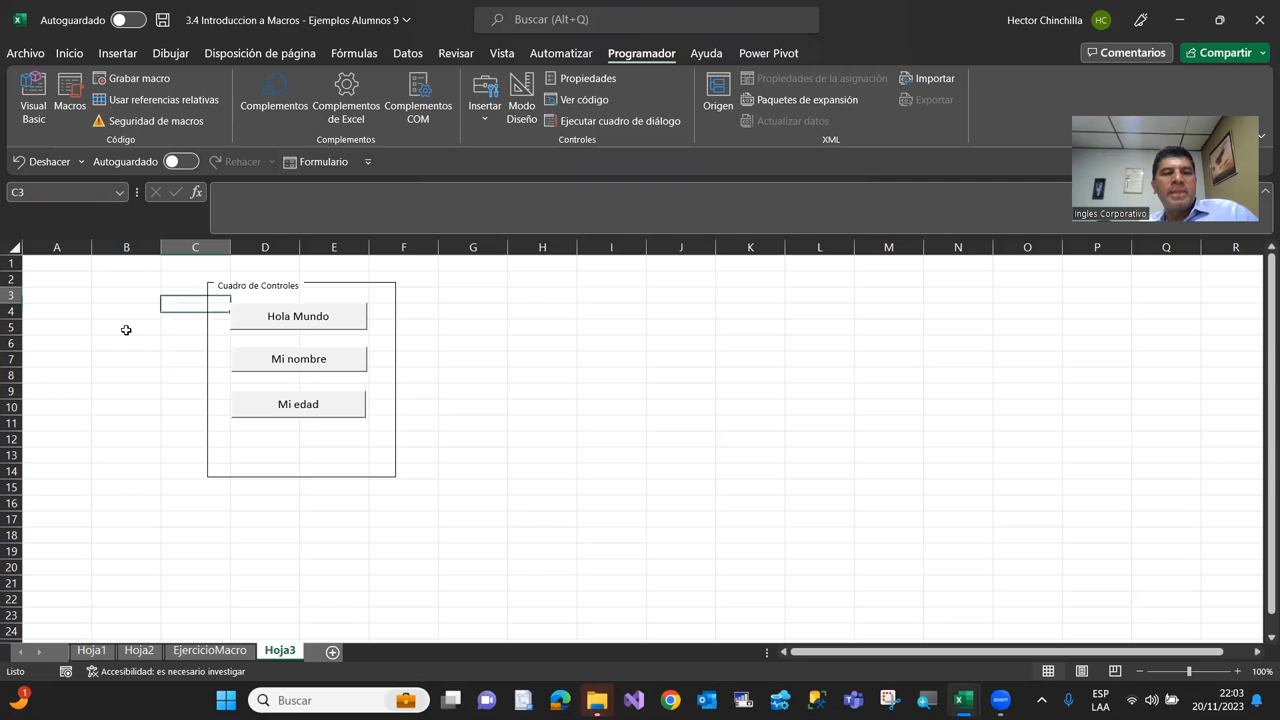 Autoguardado
3.4 Introduccion a Macros - Ejemplos Alumnos 9
Buscar (Alt+Q)
Hector Chinchilla
HC
Archivo Inicio Insertar Dibujar Disposición de página Fórmulas Datos Revisar Vista Automatizar Programador Ayuda Power Pivot
Comentarios
Compartir
Visual Basic
Macros
Grabar macro
Usar referencias relativas
Seguridad de macros
Código
Complementos
Complementos de Excel
Complementos COM
Complementos
Insertar
Modo Diseño
Propiedades
Ver código
Ejecutar cuadro de diálogo
Controles
Origen
Propiedades de la asignación
Paquetes de expansión
Actualizar datos
Importar
Exportar
XML
Deshacer
Autoguardado
Rehacer
Formulario
Ingles Corporativo
C3
fx
A B C D E F G H I J K L M N O P Q R
1
2
3
4
5
6
7
8
9
10
11
12
13
14
15
16
17
18
19
20
21
22
23
24
Cuadro de Controles
Hola Mundo
Mi nombre
Mi edad
Hoja1 Hoja2 EjercicioMacro Hoja3
Listo
Accesibilidad: es necesario investigar
100%
1
Buscar
zoom
ESP
LAA
22:03
20/11/2023